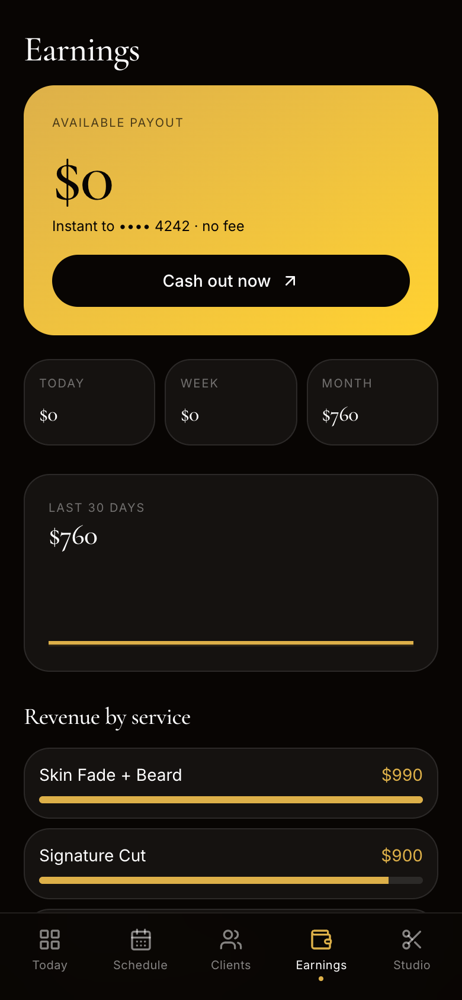 Earnings
AVAILABLE PAYOUT
$0
Instant to •••• 4242 · no fee
Cash out now
TODAY
WEEK
MONTH
$0
$0
$760
LAST 30 DAYS
$760
Revenue by service
Skin Fade + Beard
$990
Signature Cut
$900
Today
Schedule
Clients
Earnings
Studio